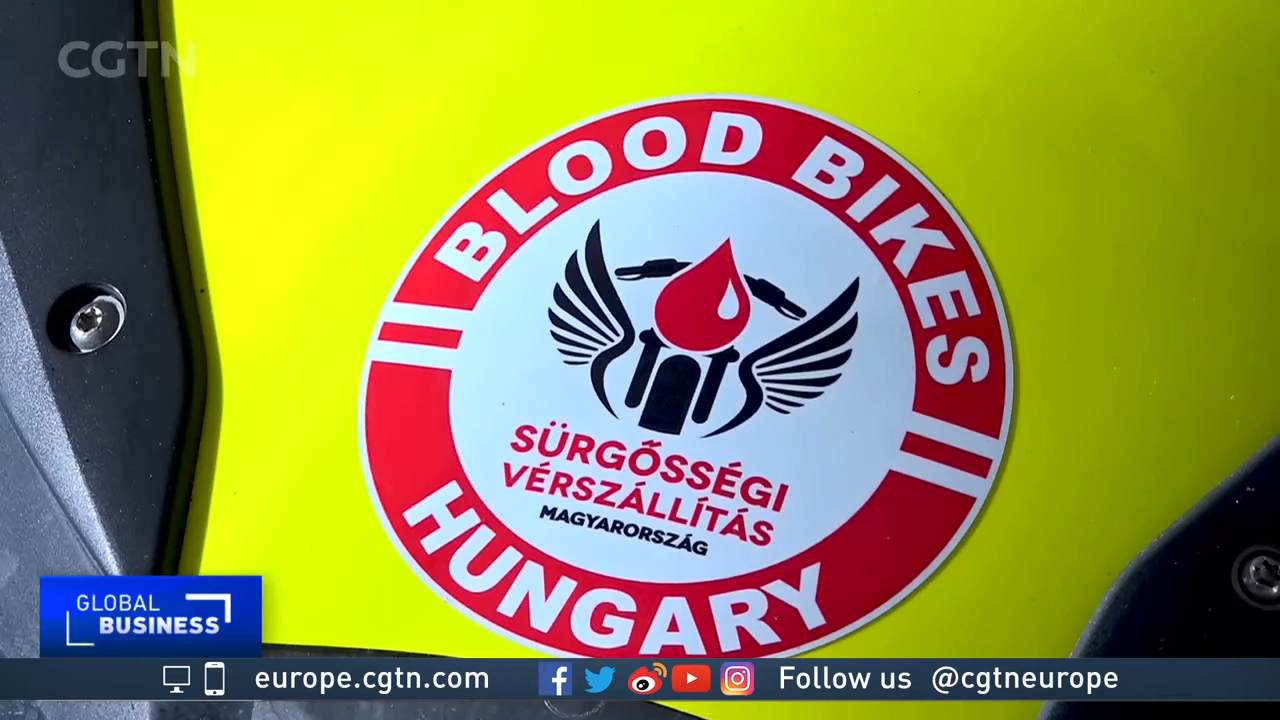 CGTN
BLOOD BIKES
SÜRGŐSSÉGI
VÉRSZÁLLÍTÁS
MAGYARORSZÁG
HUNGARY
GLOBAL
BUSINESS
europe.cgtn.com
Follow us @cgtneurope